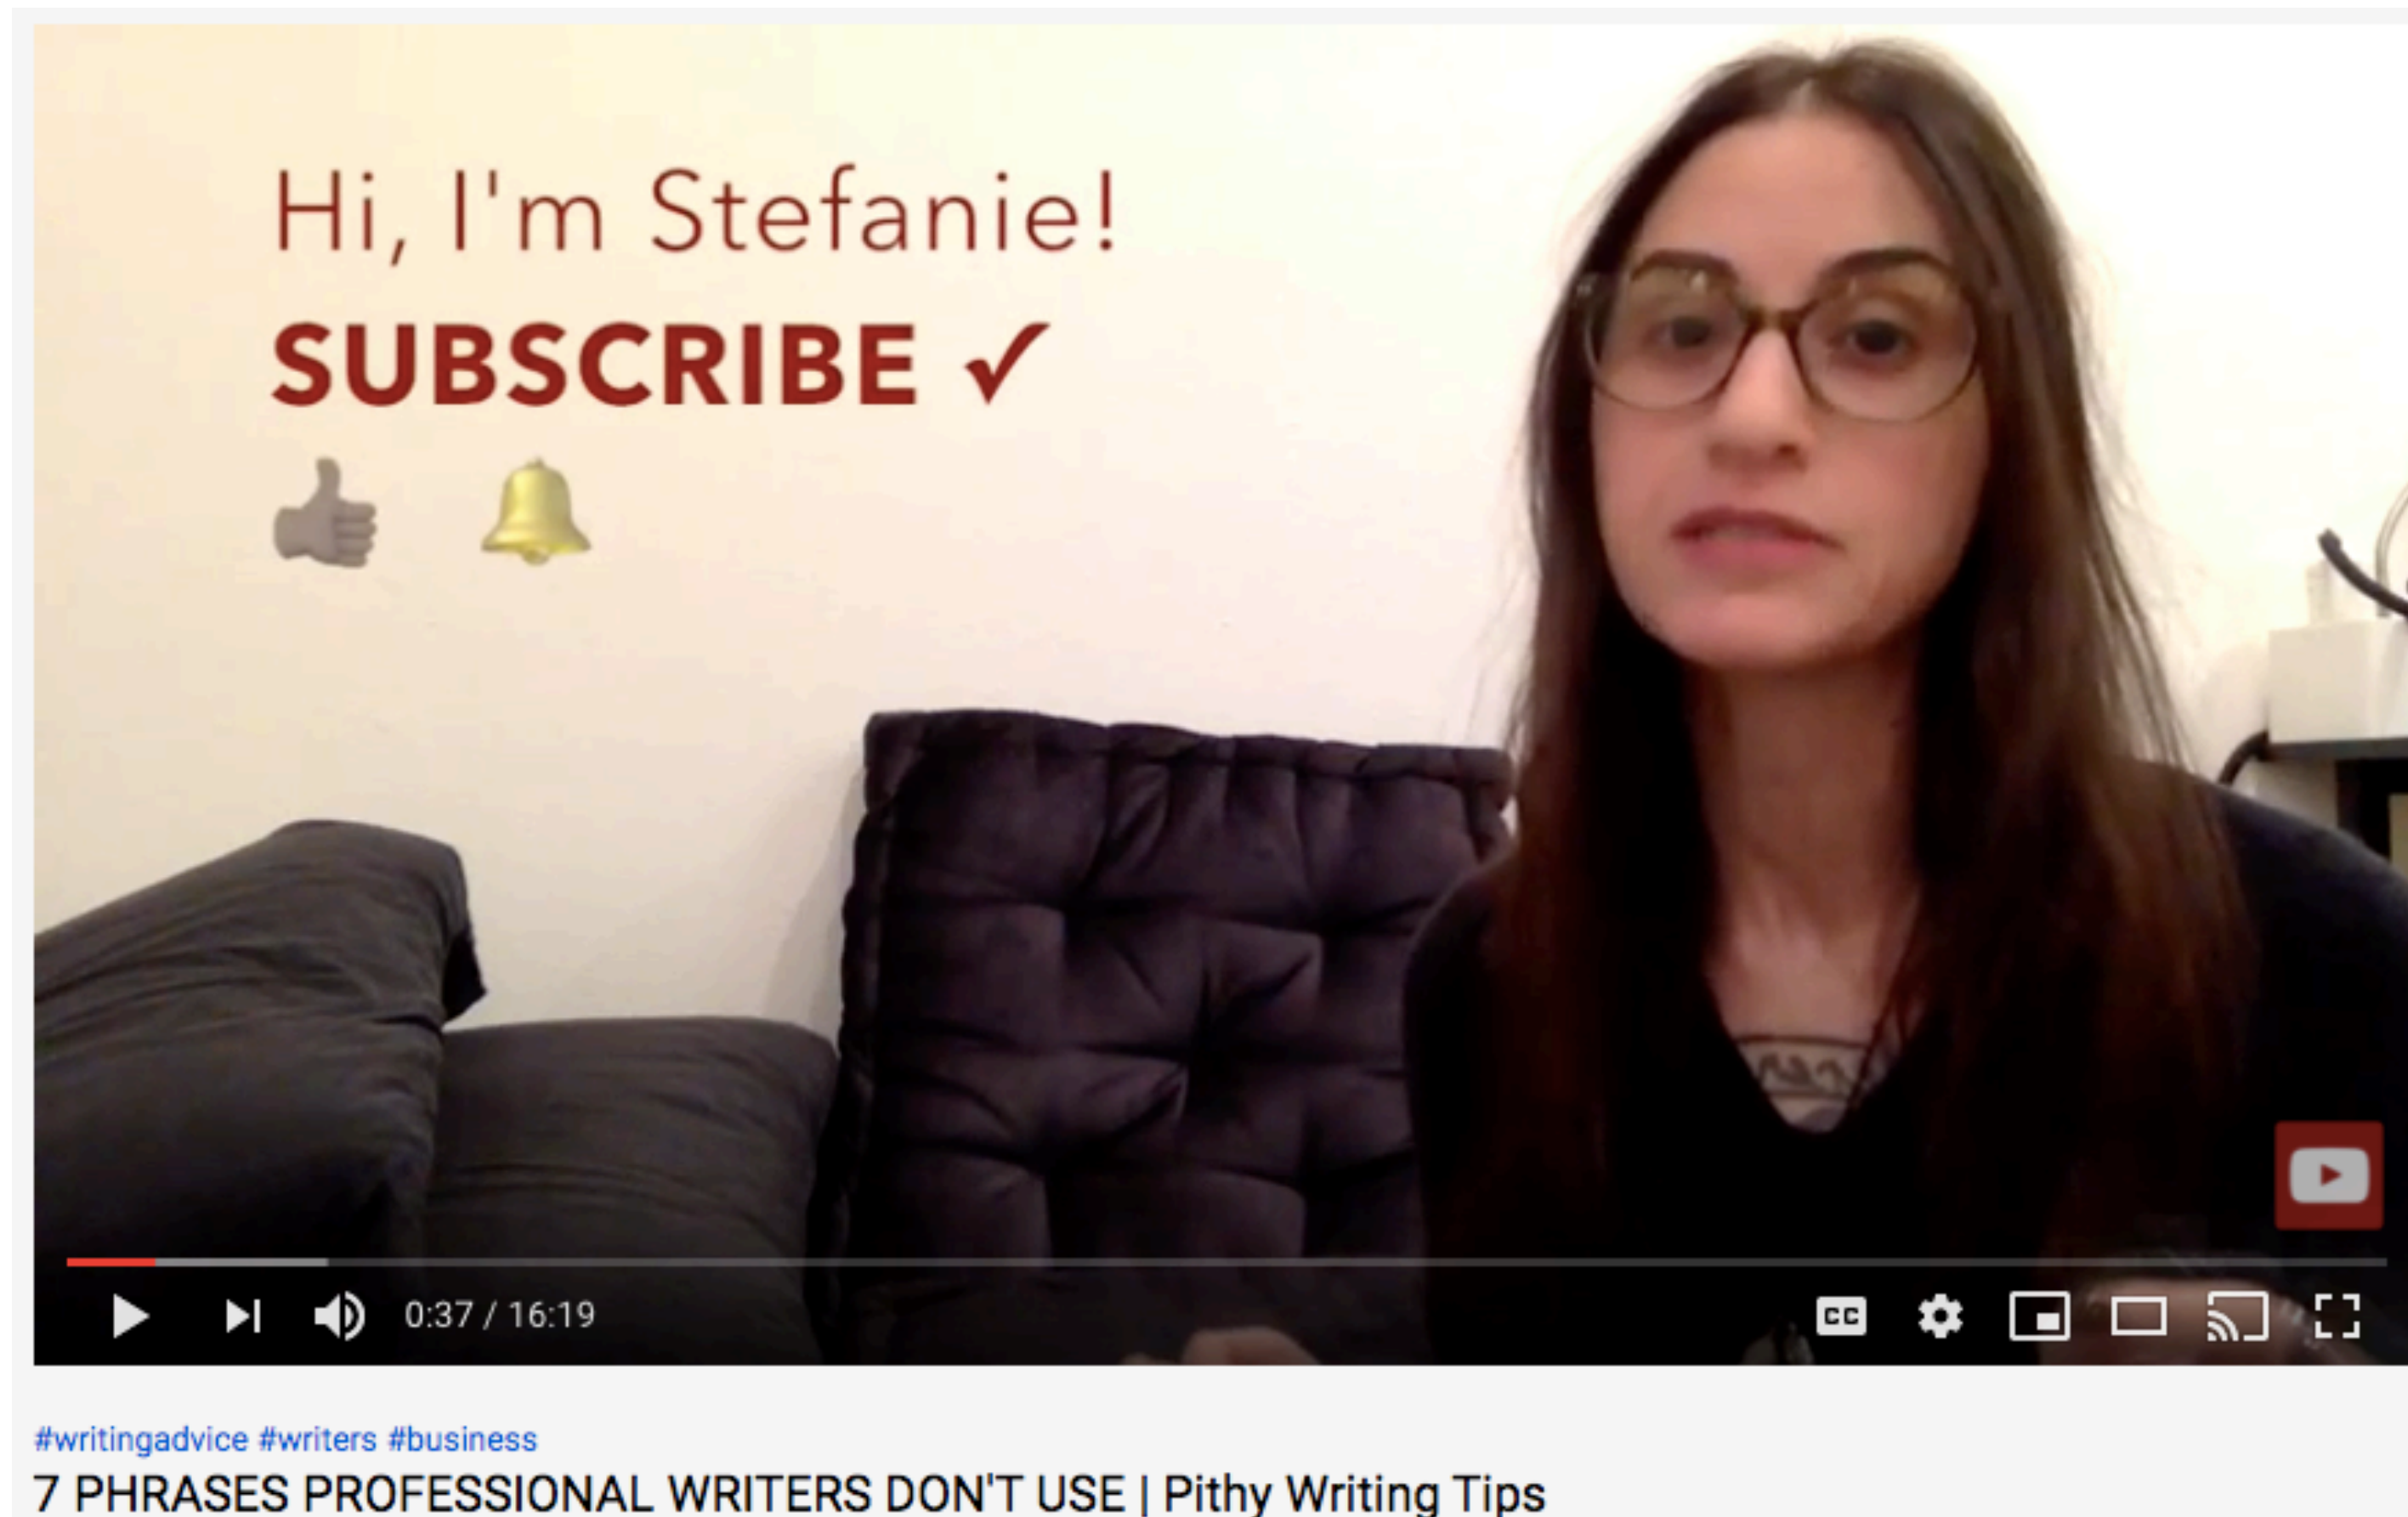 Hi, I'm Stefanie!
SUBSCRIBE ✓
0:37 / 16:19
CC
#writingadvice #writers #business
7 PHRASES PROFESSIONAL WRITERS DON'T USE | Pithy Writing Tips